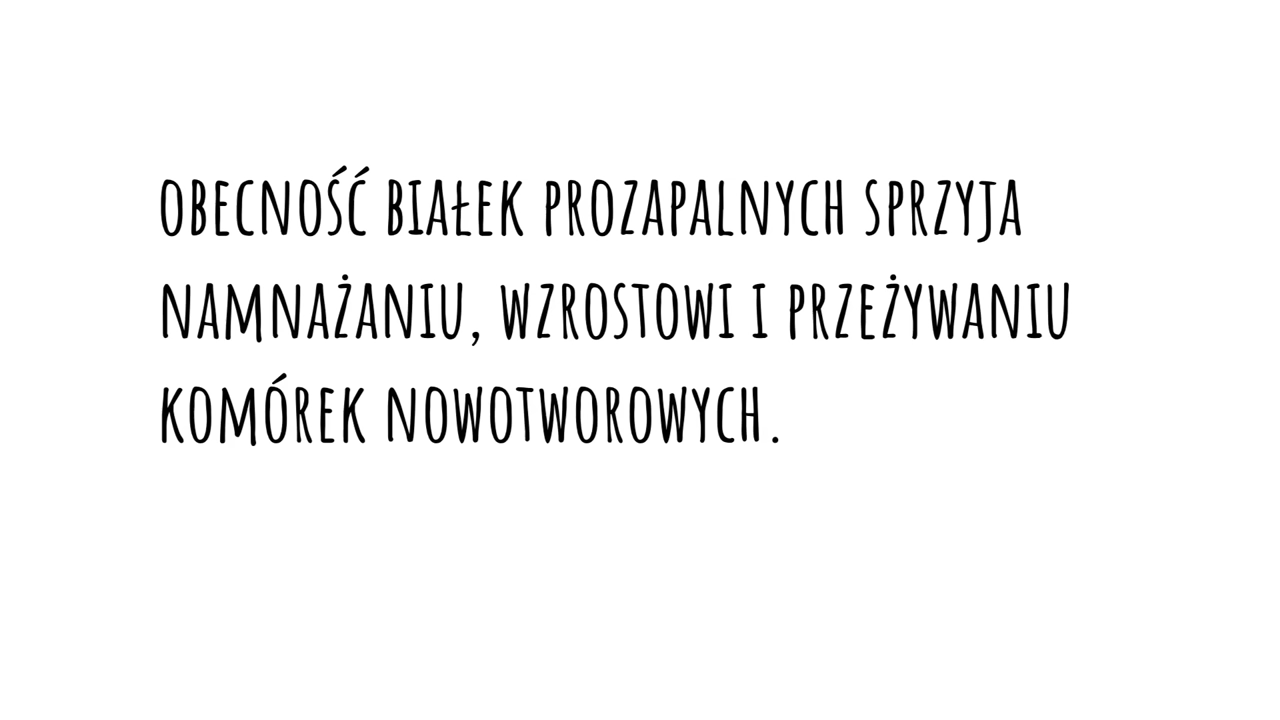 OBECNOŚĆ BIAŁEK PROZAPALNYCH SPRZYJA
NAMNAŻANIU, WZROSTOWI I PRZEŻYWANIU
KOMÓREK NOWOTWOROWYCH.